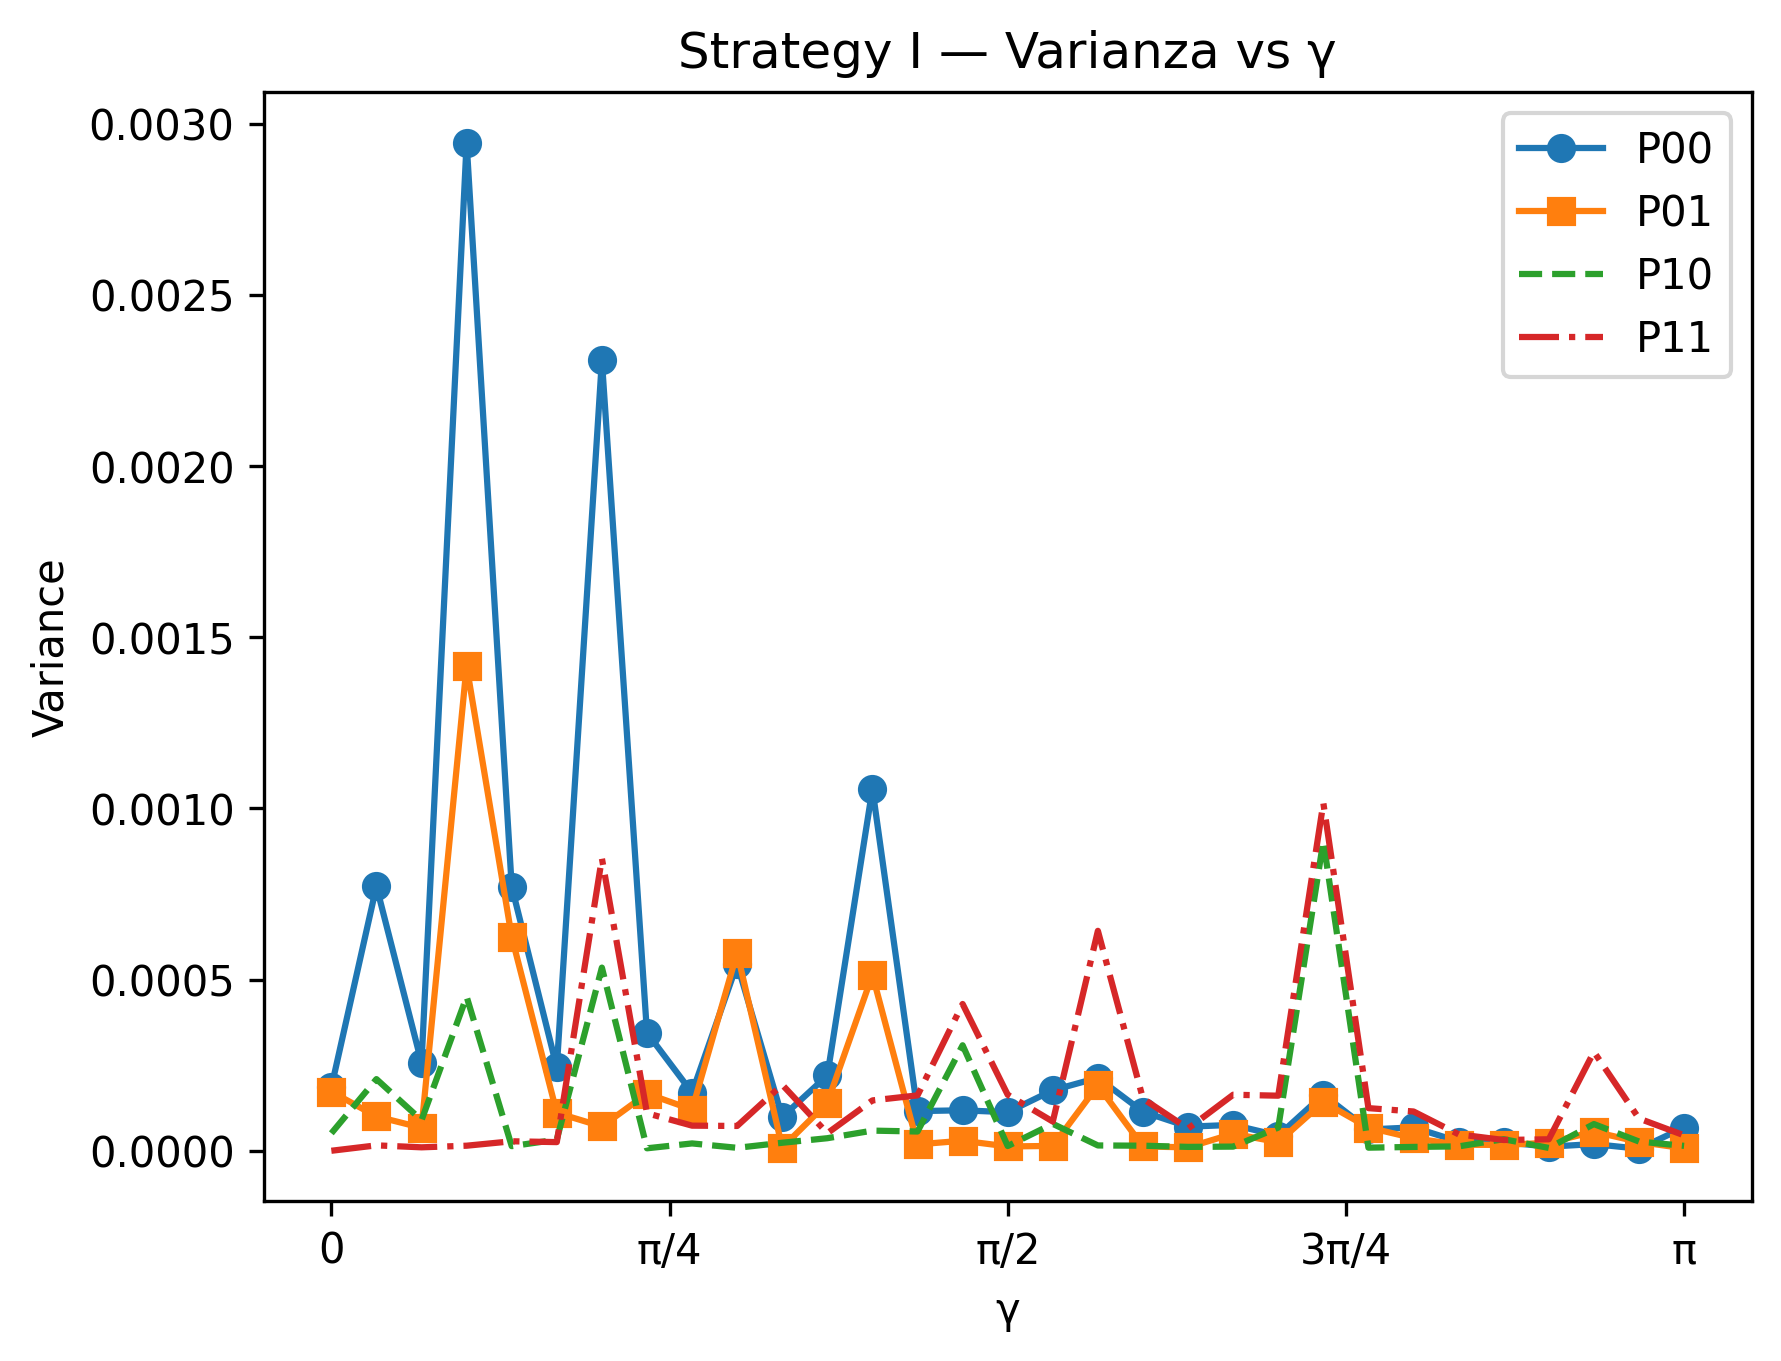 Strategy I — Varianza vs γ
0.0030
0.0025
0.0020
0.0015
0.0010
0.0005
0.0000
Variance
P00
P01
P10
P11
0 π/4 π/2 3π/4 π
γ